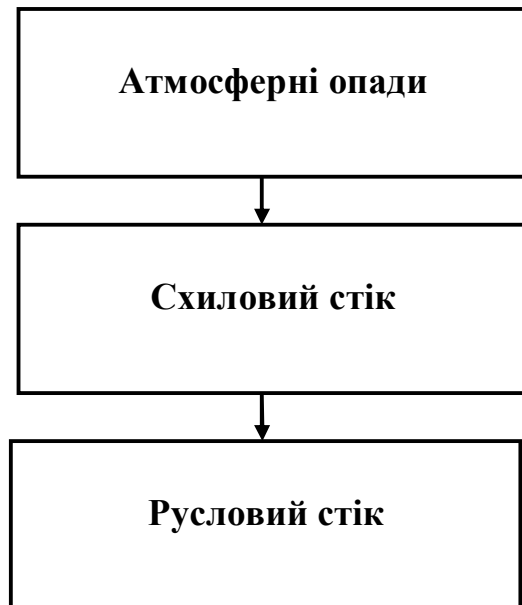 Атмосферні опади
Схиловий стік
Русловий стік